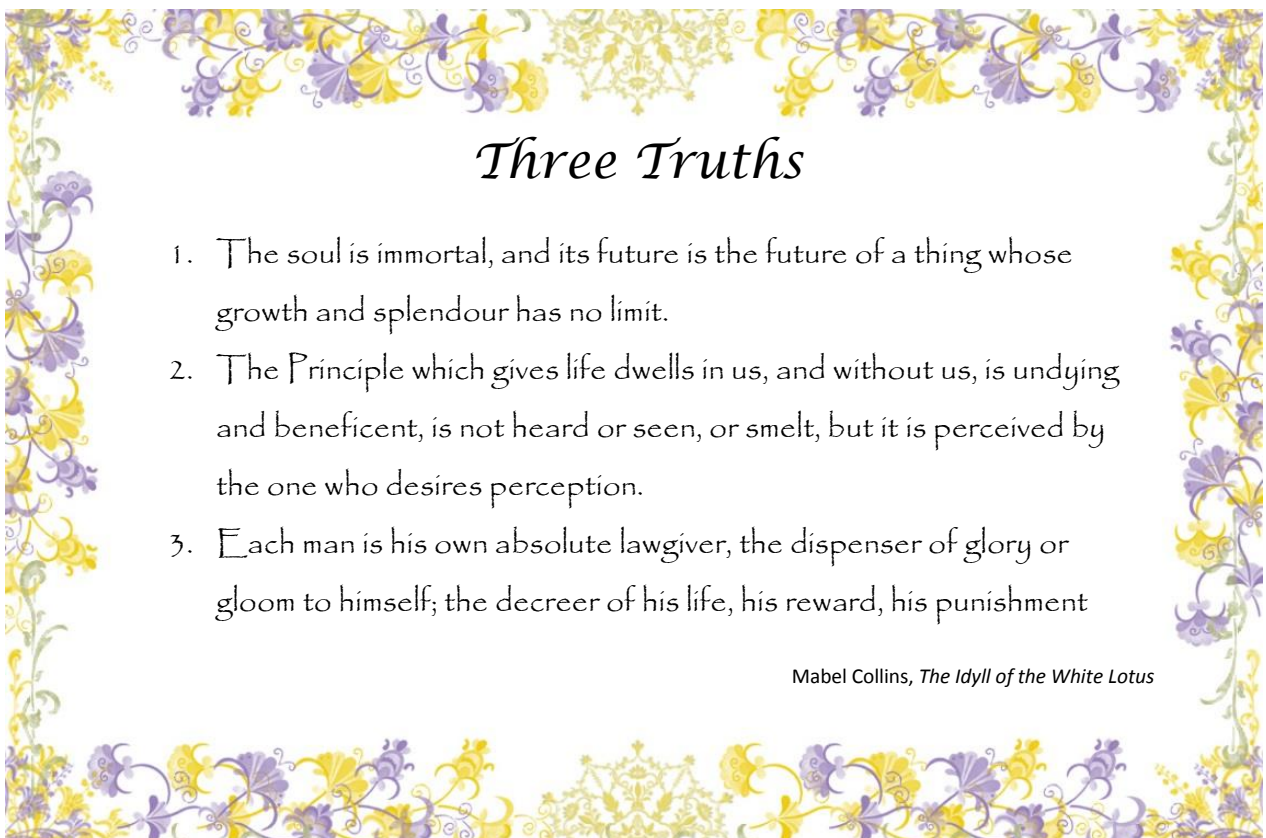 Three Truths
1. The soul is immortal, and its future is the future of a thing whose
growth and splendour has no limit.
2. The Principle which gives life dwells in us, and without us, is undying
and beneficent, is not heard or seen, or smelt, but it is perceived by
the one who desires perception.
3. Each man is his own absolute lawgiver, the dispenser of glory or
gloom to himself; the decreer of his life, his reward, his punishment
Mabel Collins, The Idyll of the White Lotus